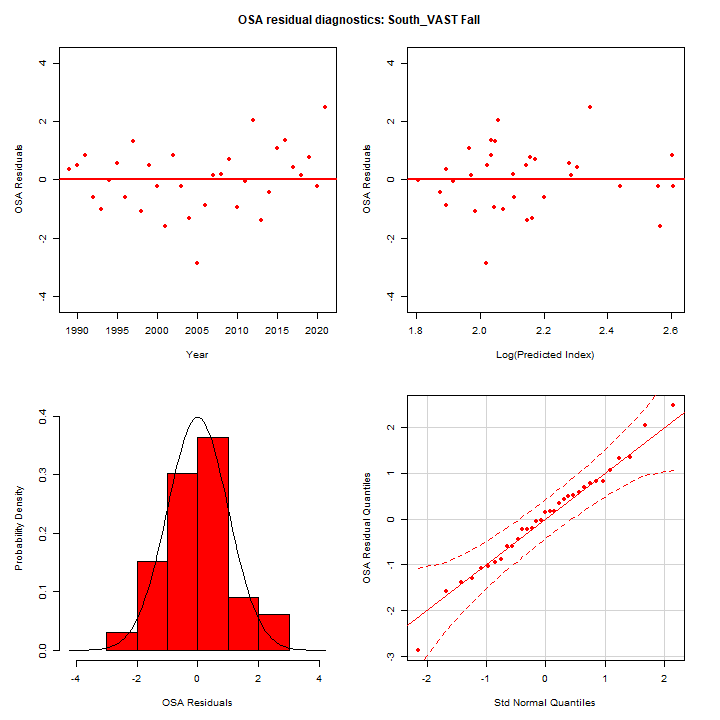 OSA residual diagnostics: South_VAST Fall
OSA Residuals
4
2
0
-2
-4
1990 1995 2000 2005 2010 2015 2020
Year
OSA Residuals
4
2
0
-2
-4
1.8 2.0 2.2 2.4 2.6
Log(Predicted Index)
Probability Density
0.4
0.3
0.2
0.1
0.0
-4 -2 0 2 4
OSA Residuals
OSA Residual Quantiles
2
1
0
-1
-2
-3
-2 -1 0 1 2
Std Normal Quantiles